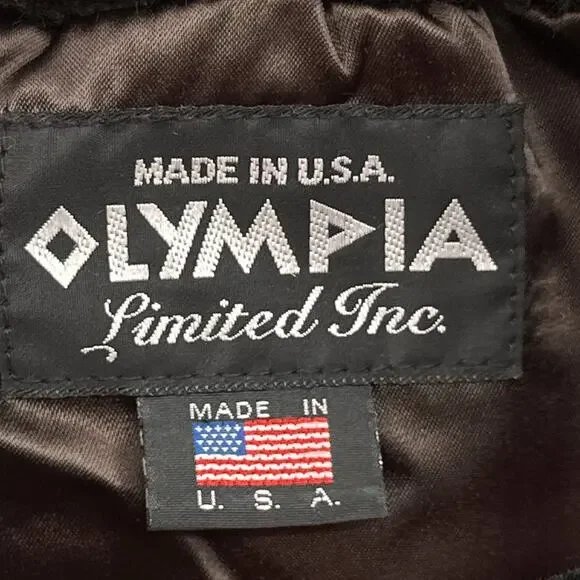 MADE IN U.S.A.
OLYMPIA
Limited Inc.
MADE IN
U. S. A.